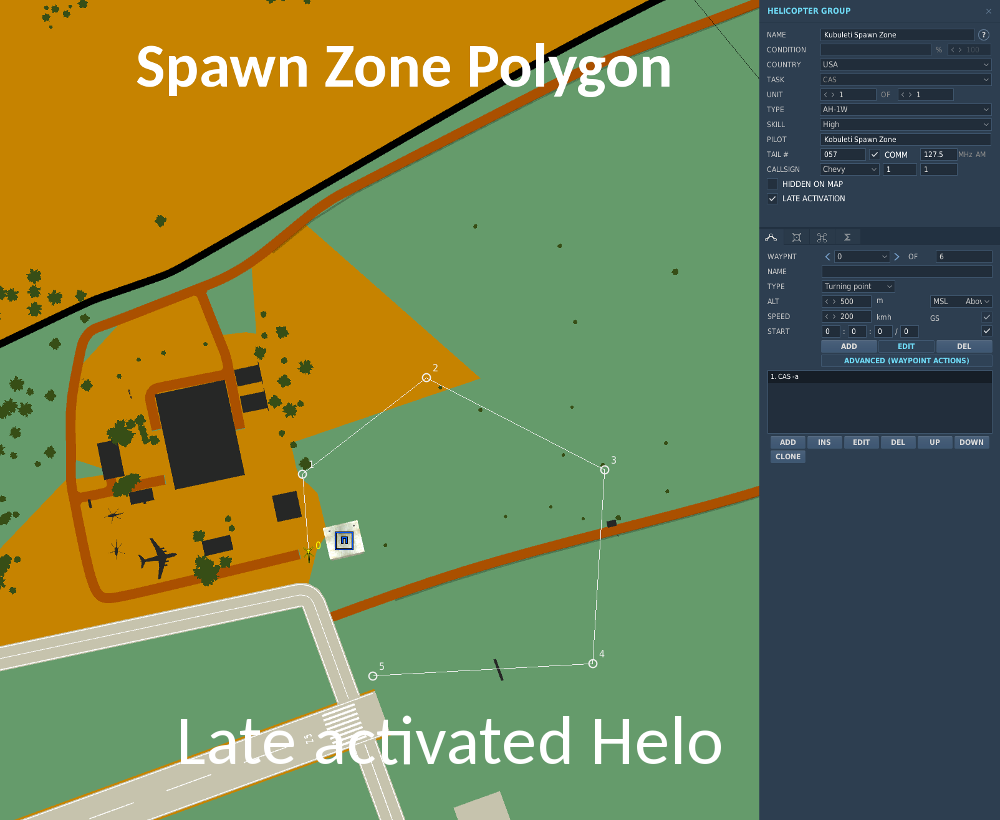 Spawn Zone Polygon
2
3
1
0
4
5
Late activated Helo
HELICOPTER GROUP
NAME Kubuleti Spawn Zone ?
CONDITION % < > 100
COUNTRY USA
TASK CAS
UNIT < > 1 OF < > 1
TYPE AH-1W
SKILL High
PILOT Kobuleti Spawn Zone
TAIL # 057 COMM 127.5 MHz AM
CALLSIGN Chevy 1 1
HIDDEN ON MAP
LATE ACTIVATION
WAYPNT < 0 > OF 6
NAME
TYPE Turning point
ALT < > 500 m MSL Abov
SPEED < > 200 kmh GS
START 0 : 0 : 0 / 0
ADD EDIT DEL
ADVANCED (WAYPOINT ACTIONS)
1. CAS -a
ADD INS EDIT DEL UP DOWN
CLONE